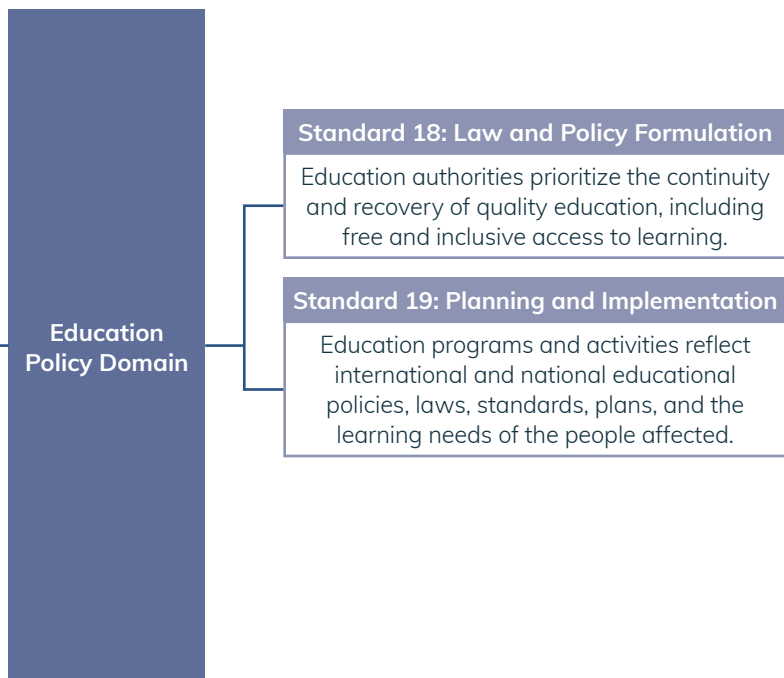 Education
Policy Domain
Standard 18: Law and Policy Formulation
Education authorities prioritize the continuity
and recovery of quality education, including
free and inclusive access to learning.
Standard 19: Planning and Implementation
Education programs and activities reflect
international and national educational
policies, laws, standards, plans, and the
learning needs of the people affected.